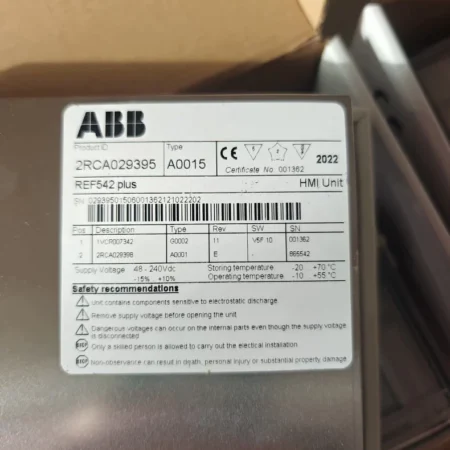 ABB
Product ID Type
2RCA029395 A0015 CE 2022
Certificate No 001362
REF542 plus HMI Unit
SN
Pos Description Type Rev SW SN
1 1VCR007342 G0002 11 V5F 10 001362
2 2RCA029398 A0001 E - 865542
Supply Voltage 48 - 240Vdc Storing temperature -20 +70°C
-15% ..+10% Operating temperature -10 +55°C
Safety recommendations
Unit contains components sensitive to electrostatic discharge.
Remove supply voltage before opening the unit
Dangerous voltages can occur on the internal parts even though the supply voltage
is disconnected
Only a skilled person is allowed to carry out the electrical installation
Non-observance can result in death, personal injury or substantial property damage